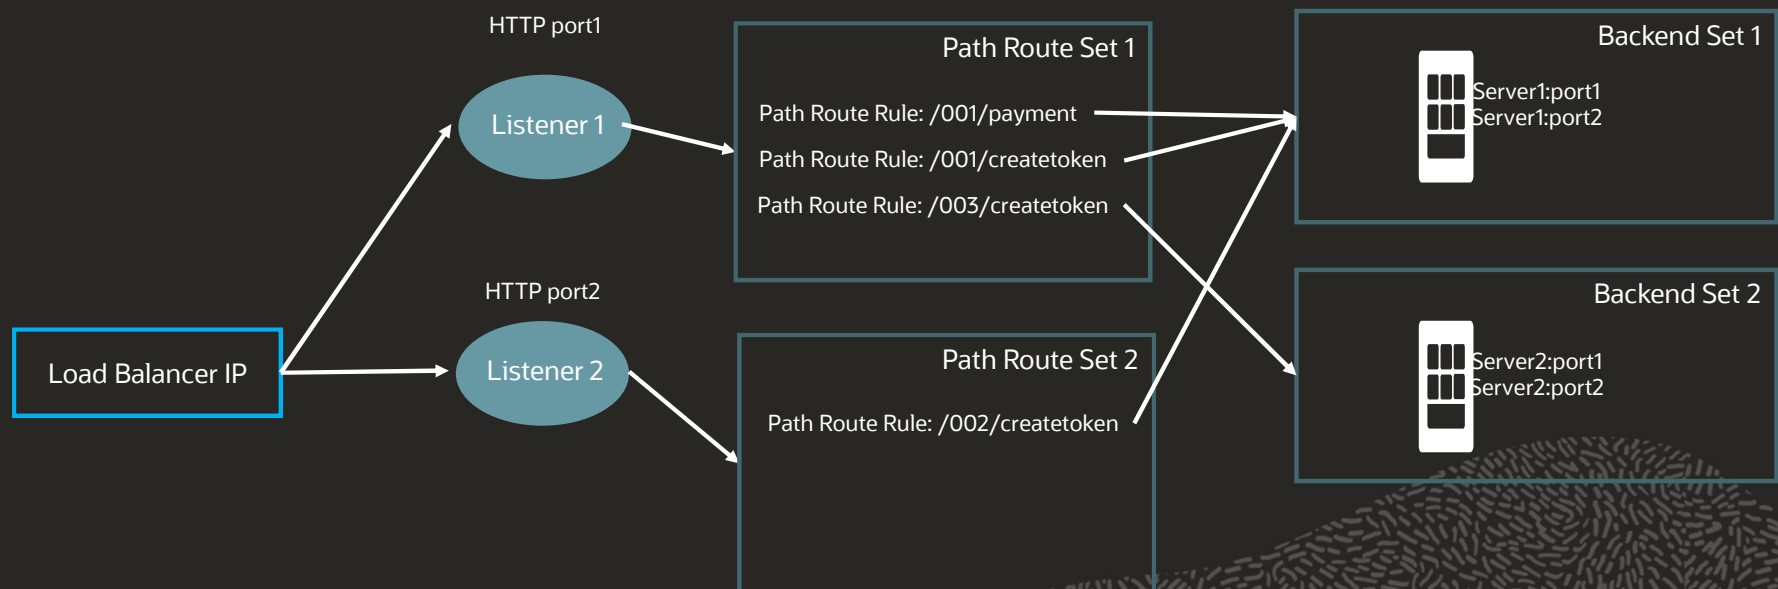 HTTP port1
Listener 1
HTTP port2
Listener 2
Load Balancer IP
Path Route Set 1
Path Route Rule: /001/payment
Path Route Rule: /001/createtoken
Path Route Rule: /003/createtoken
Path Route Set 2
Path Route Rule: /002/createtoken
Backend Set 1
Server1:port1
Server1:port2
Backend Set 2
Server2:port1
Server2:port2